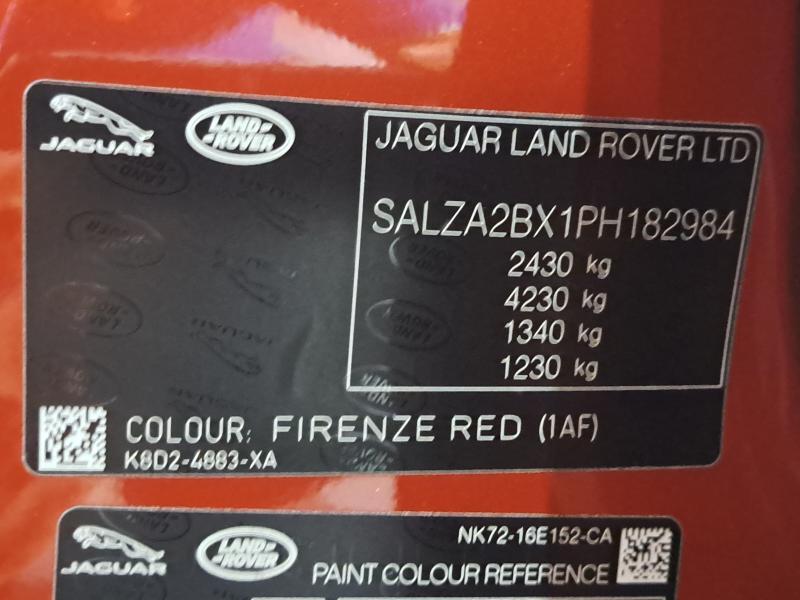 JAGUAR
LAND ROVER
JAGUAR LAND ROVER LTD
SALZA2BX1PH182984
2430 kg
4230 kg
1340 kg
1230 kg
COLOUR: FIRENZE RED (1AF)
K8D2-4883-XA
JAGUAR
LAND ROVER
NK72-16E152-CA
PAINT COLOUR REFERENCE